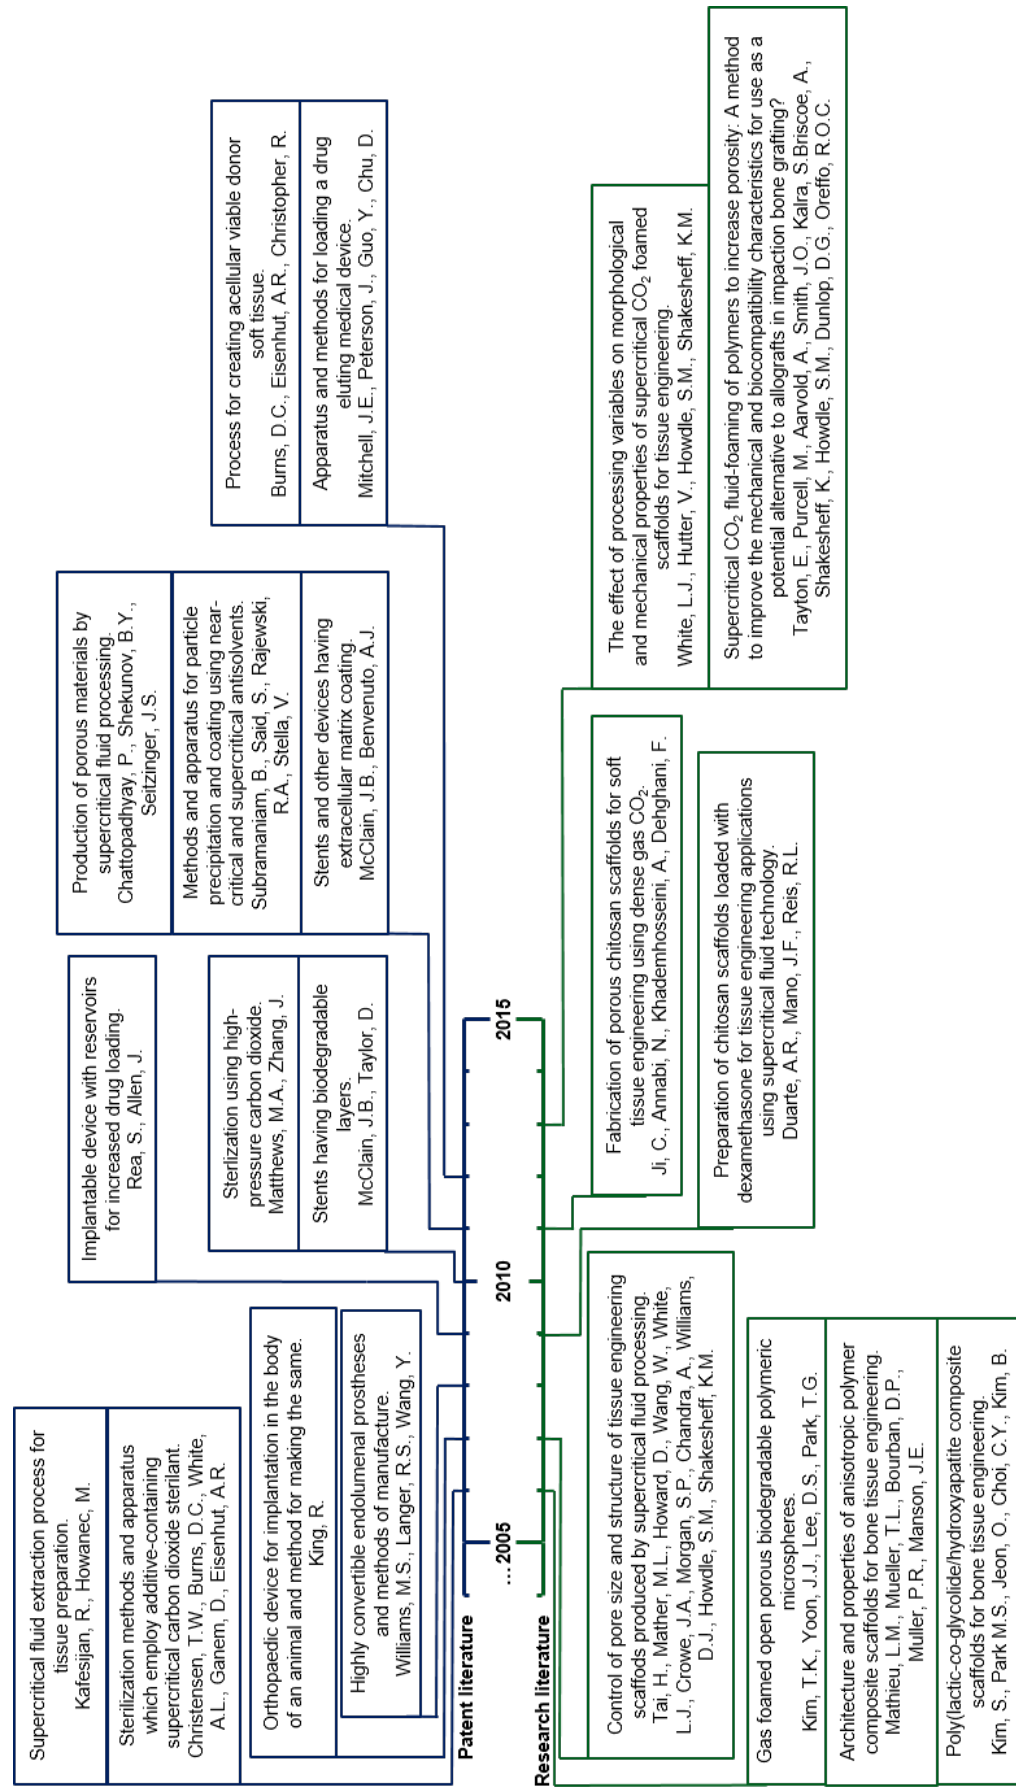 Supercritical fluid extraction process for
tissue preparation.
Kafesijan, R., Howanec, M.
Sterilization methods and apparatus
which employ additive-containing
supercritical carbon dioxide sterilant.
Christensen, T.W., Burns, D.C., White,
A.L., Ganem, D., Eisenhut, A.R.
Orthopaedic device for implantation in the body
of an animal and method for making the same.
King, R.
Highly convertible endolumenal prostheses
and methods of manufacture.
Williams, M.S., Langer, R.S., Wang, Y.
Implantable device with reservoirs
for increased drug loading.
Rea, S., Allen, J.
Sterlization using high-
pressure carbon dioxide.
Matthews, M.A., Zhang, J.
Stents having biodegradable
layers.
McClain, J.B., Taylor, D.
Production of porous materials by
supercritical fluid processing.
Chattopadhyay, P., Shekunov, B.Y.,
Seitzinger, J.S.
Methods and apparatus for particle
precipitation and coating using near-
critical and supercritical antisolvents.
Subramaniam, B., Said, S., Rajewski,
R.A., Stella, V.
Stents and other devices having
extracellular matrix coating.
McClain, J.B., Benvenuto, A.J.
Process for creating acellular viable donor
soft tissue.
Burns, D.C., Eisenhut, A.R., Christopher, R.
Apparatus and methods for loading a drug
eluting medical device.
Mitchell, J.E., Peterson, J., Guo, Y., Chu, D.
Patent literature
...2005
2010
2015
Research literature
Control of pore size and structure of tissue engineering
scaffods produced by supercritical fluid processing.
Tai, H., Mather, M.L., Howard, D., Wang, W., White,
L.J., Crowe, J.A., Morgan, S.P., Chandra, A., Williams,
D.J., Howdle, S.M., Shakesheff, K.M.
Gas foamed open porous biodegradable polymeric
microspheres.
Kim, T.K., Yoon, J.J., Lee, D.S., Park, T.G.
Architecture and properties of anisotropic polymer
composite scaffolds for bone tissue engineering.
Mathieu, L.M., Mueller, T.L., Bourban, D.P.,
Muller, P.R., Manson, J.E.
Poly(lactic-co-glycolide/hydroxyapatite composite
scaffolds for bone tissue engineering.
Kim, S., Park M.S., Jeon, O., Choi, C.Y., Kim, B.
Fabrication of porous chitosan scaffolds for soft
tissue engineering using dense gas CO₂.
Ji, C., Annabi, N., Khademhosseini, A., Dehghani, F.
Preparation of chitosan scaffolds loaded with
dexamethasone for tissue engineering applications
using supercritical fluid technology.
Duarte, A.R., Mano, J.F., Reis, R.L.
The effect of processing variables on morphological
and mechanical properties of supercritical CO₂ foamed
scaffolds for tissue engineering.
White, L.J., Hutter, V., Howdle, S.M., Shakesheff, K.M.
Supercritical CO₂ fluid-foaming of polymers to increase porosity: A method
to improve the mechanical and biocompatibility characteristics for use as a
potential alternative to allografts in impaction bone grafting?
Tayton, E., Purcell, M., Aarvold, A., Smith, J.O., Kalra, S.Briscoe, A.,
Shakesheff, K., Howdle, S.M., Dunlop, D.G., Oreffo, R.O.C.